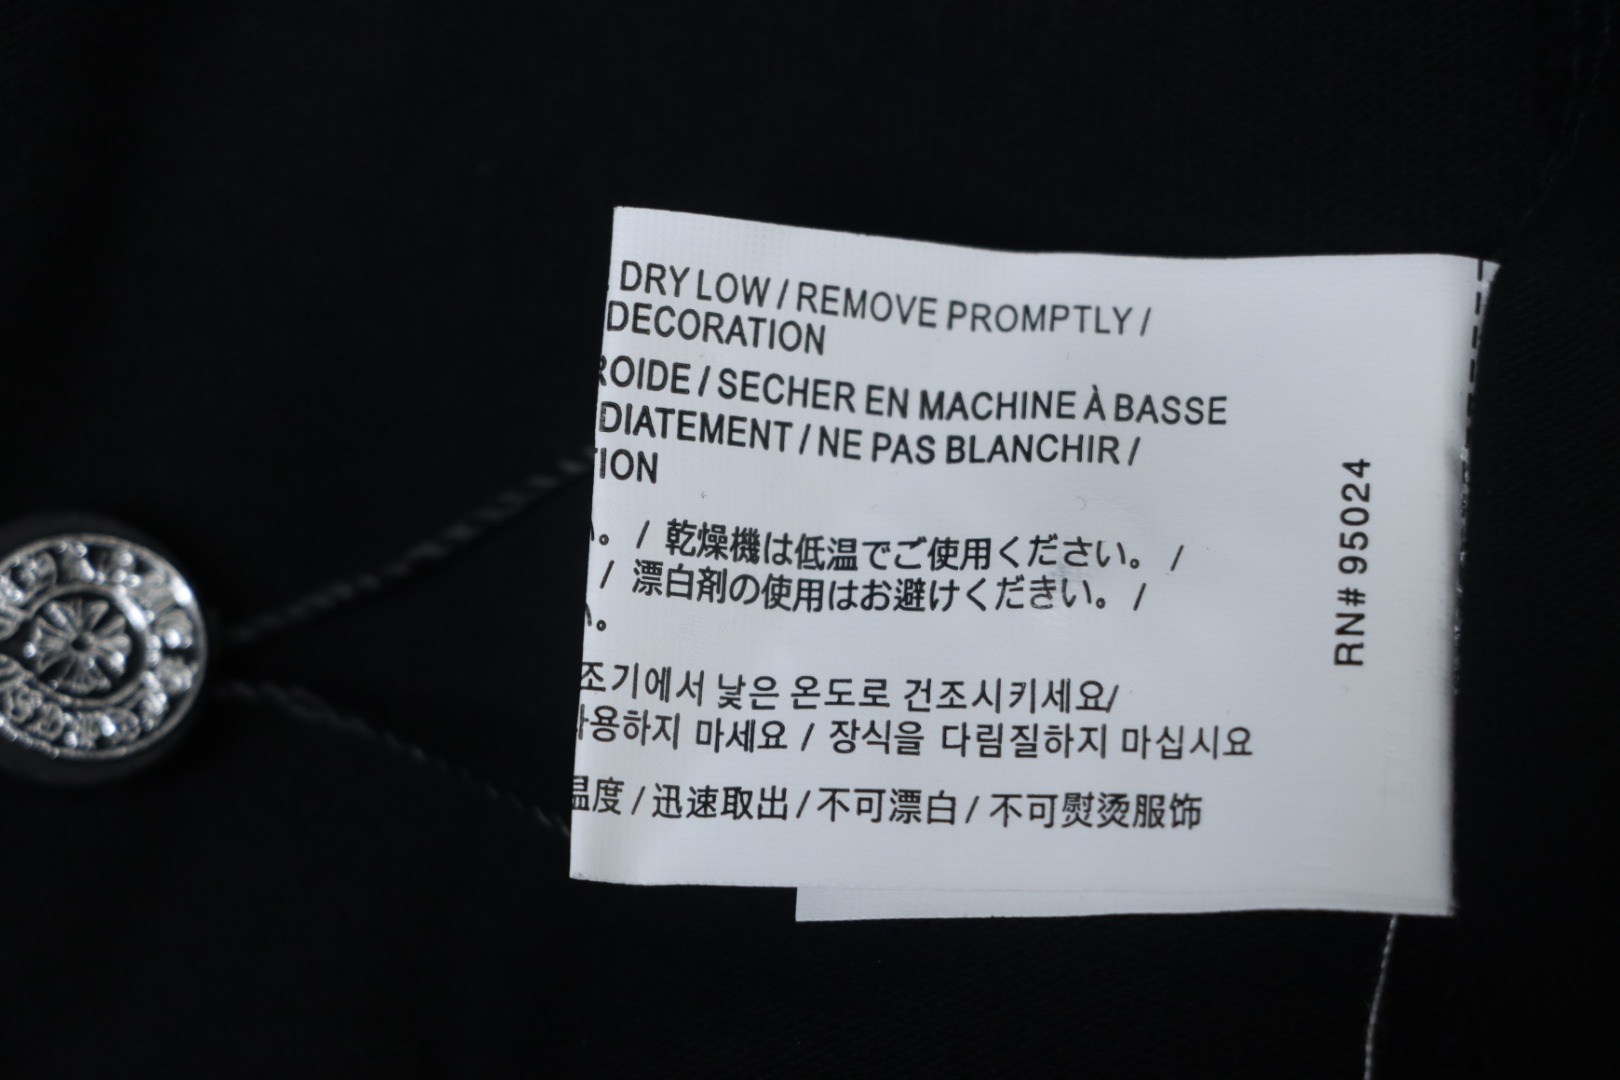 DRY LOW / REMOVE PROMPTLY /
DECORATION
ROIDE / SECHER EN MACHINE À BASSE
DIATEMENT / NE PAS BLANCHIR /
TION
い。 / 乾燥機は低温でご使用ください。 /
/ 漂白剤の使用はお避けください。 /
い。
조기에서 낮은 온도로 건조시키세요/
사용하지 마세요 / 장식을 다림질하지 마십시요
温度 / 迅速取出 / 不可漂白 / 不可熨烫服饰
RN# 95024